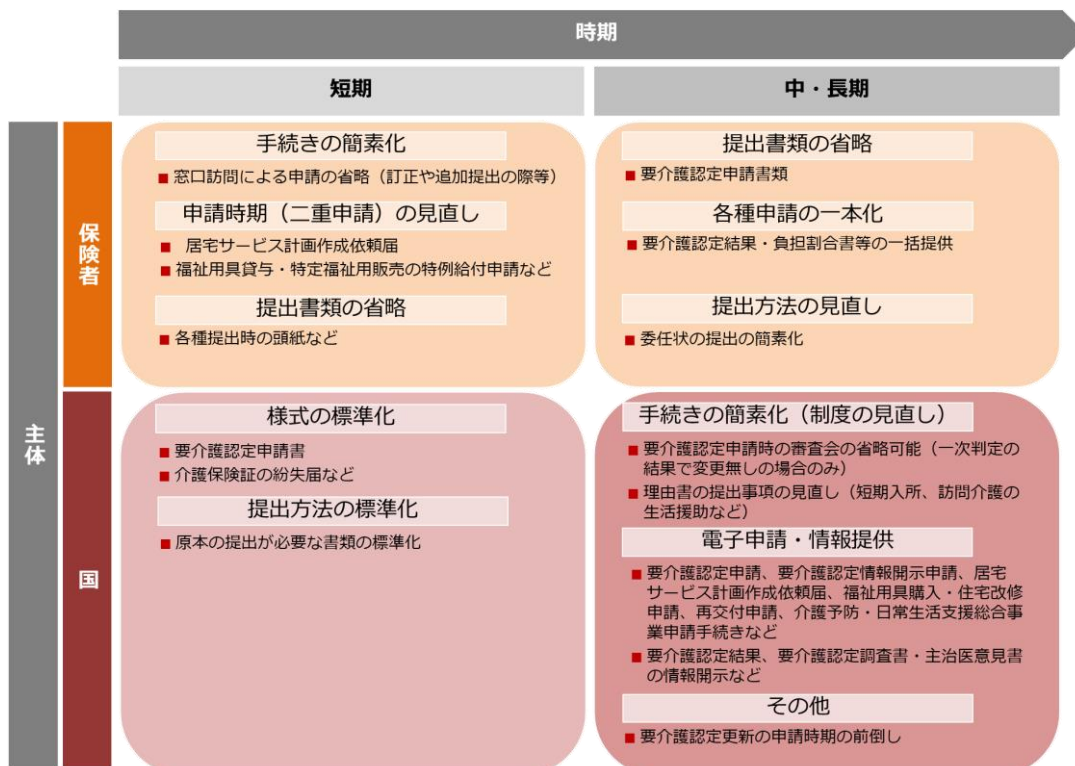 時期
短期
中・長期
主体
保険者
手続きの簡素化
■ 窓口訪問による申請の省略（訂正や追加提出の際等）
申請時期（二重申請）の見直し
■ 居宅サービス計画作成依頼届
■ 福祉用具貸与・特定福祉用販売の特例給付申請など
提出書類の省略
■ 各種提出時の頭紙など
提出書類の省略
■ 要介護認定申請書類
各種申請の一本化
■ 要介護認定結果・負担割合書等の一括提供
提出方法の見直し
■ 委任状の提出の簡素化
国
様式の標準化
■ 要介護認定申請書
■ 介護保険証の紛失届など
提出方法の標準化
■ 原本の提出が必要な書類の標準化
手続きの簡素化（制度の見直し）
■ 要介護認定申請時の審査会の省略可能（一次判定の
結果で変更無しの場合のみ）
■ 理由書の提出事項の見直し（短期入所、訪問介護の
生活援助など）
電子申請・情報提供
■ 要介護認定申請、要介護認定情報開示申請、居宅
サービス計画作成依頼届、福祉用具購入・住宅改修
申請、再交付申請、介護予防・日常生活支援総合事
業申請手続きなど
■ 要介護認定結果、要介護認定調査書・主治医意見書
の情報開示など
その他
■ 要介護認定更新の申請時期の前倒し